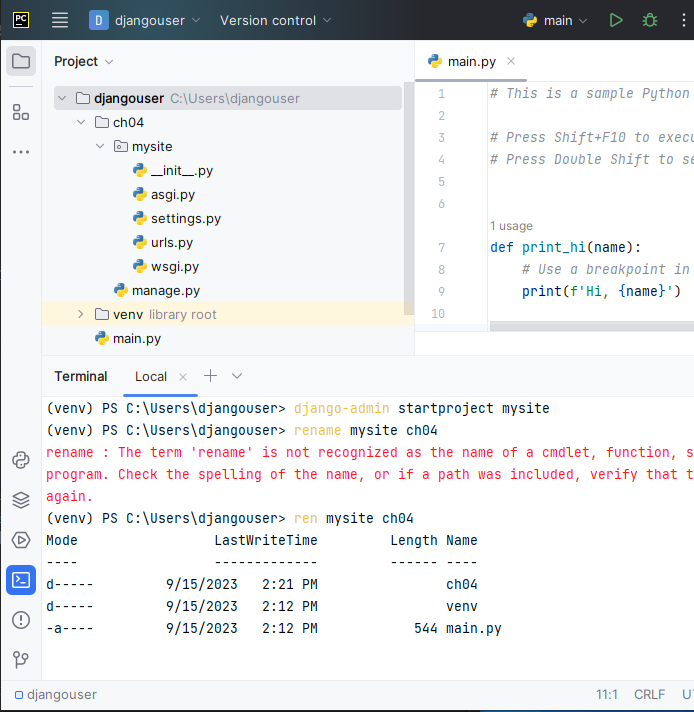 PC D djangouser Version control main
Project
main.py
djangouser C:\Users\djangouser
ch04
mysite
__init__.py
asgi.py
settings.py
urls.py
wsgi.py
manage.py
venv library root
main.py
1 # This is a sample Python
2
3 # Press Shift+F10 to execu
4 # Press Double Shift to se
5
6
1 usage
7 def print_hi(name):
8 # Use a breakpoint in
9 print(f'Hi, {name}')
10
Terminal Local
(venv) PS C:\Users\djangouser> django-admin startproject mysite
(venv) PS C:\Users\djangouser> rename mysite ch04
rename : The term 'rename' is not recognized as the name of a cmdlet, function, s
program. Check the spelling of the name, or if a path was included, verify that t
again.
(venv) PS C:\Users\djangouser> ren mysite ch04
Mode LastWriteTime Length Name
---- ------------- ------ ----
d----- 9/15/2023 2:21 PM ch04
d----- 9/15/2023 2:12 PM venv
-a---- 9/15/2023 2:12 PM 544 main.py
djangouser 11:1 CRLF UT